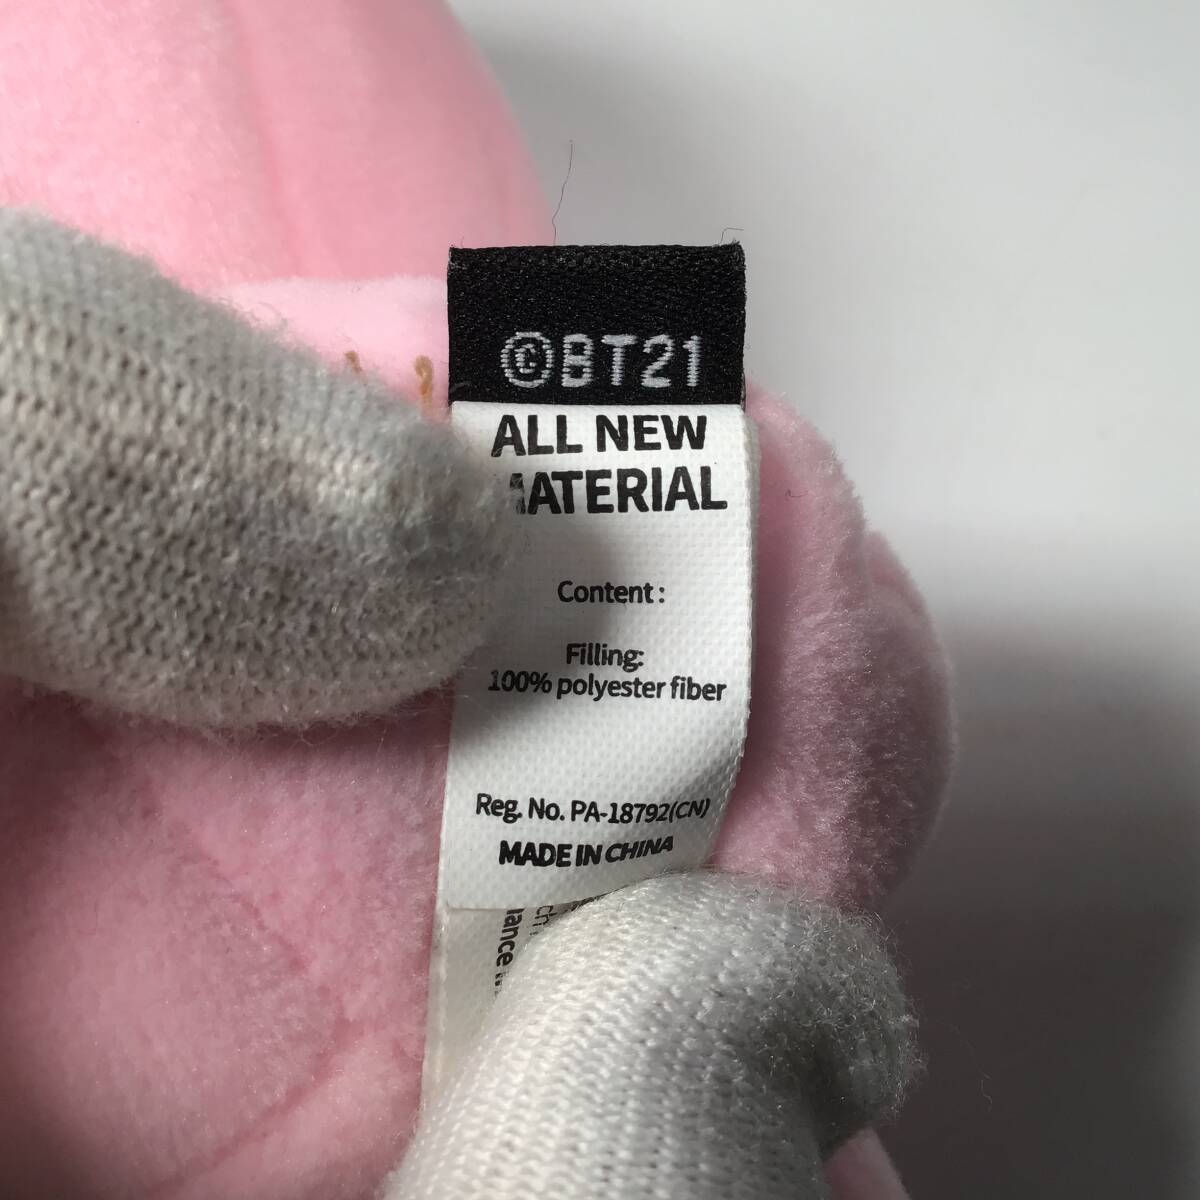 ©BT21
ALL NEW
MATERIAL
Content :
Filling:
100% polyester fiber
Reg. No. PA-18792(CN)
MADE IN CHINA